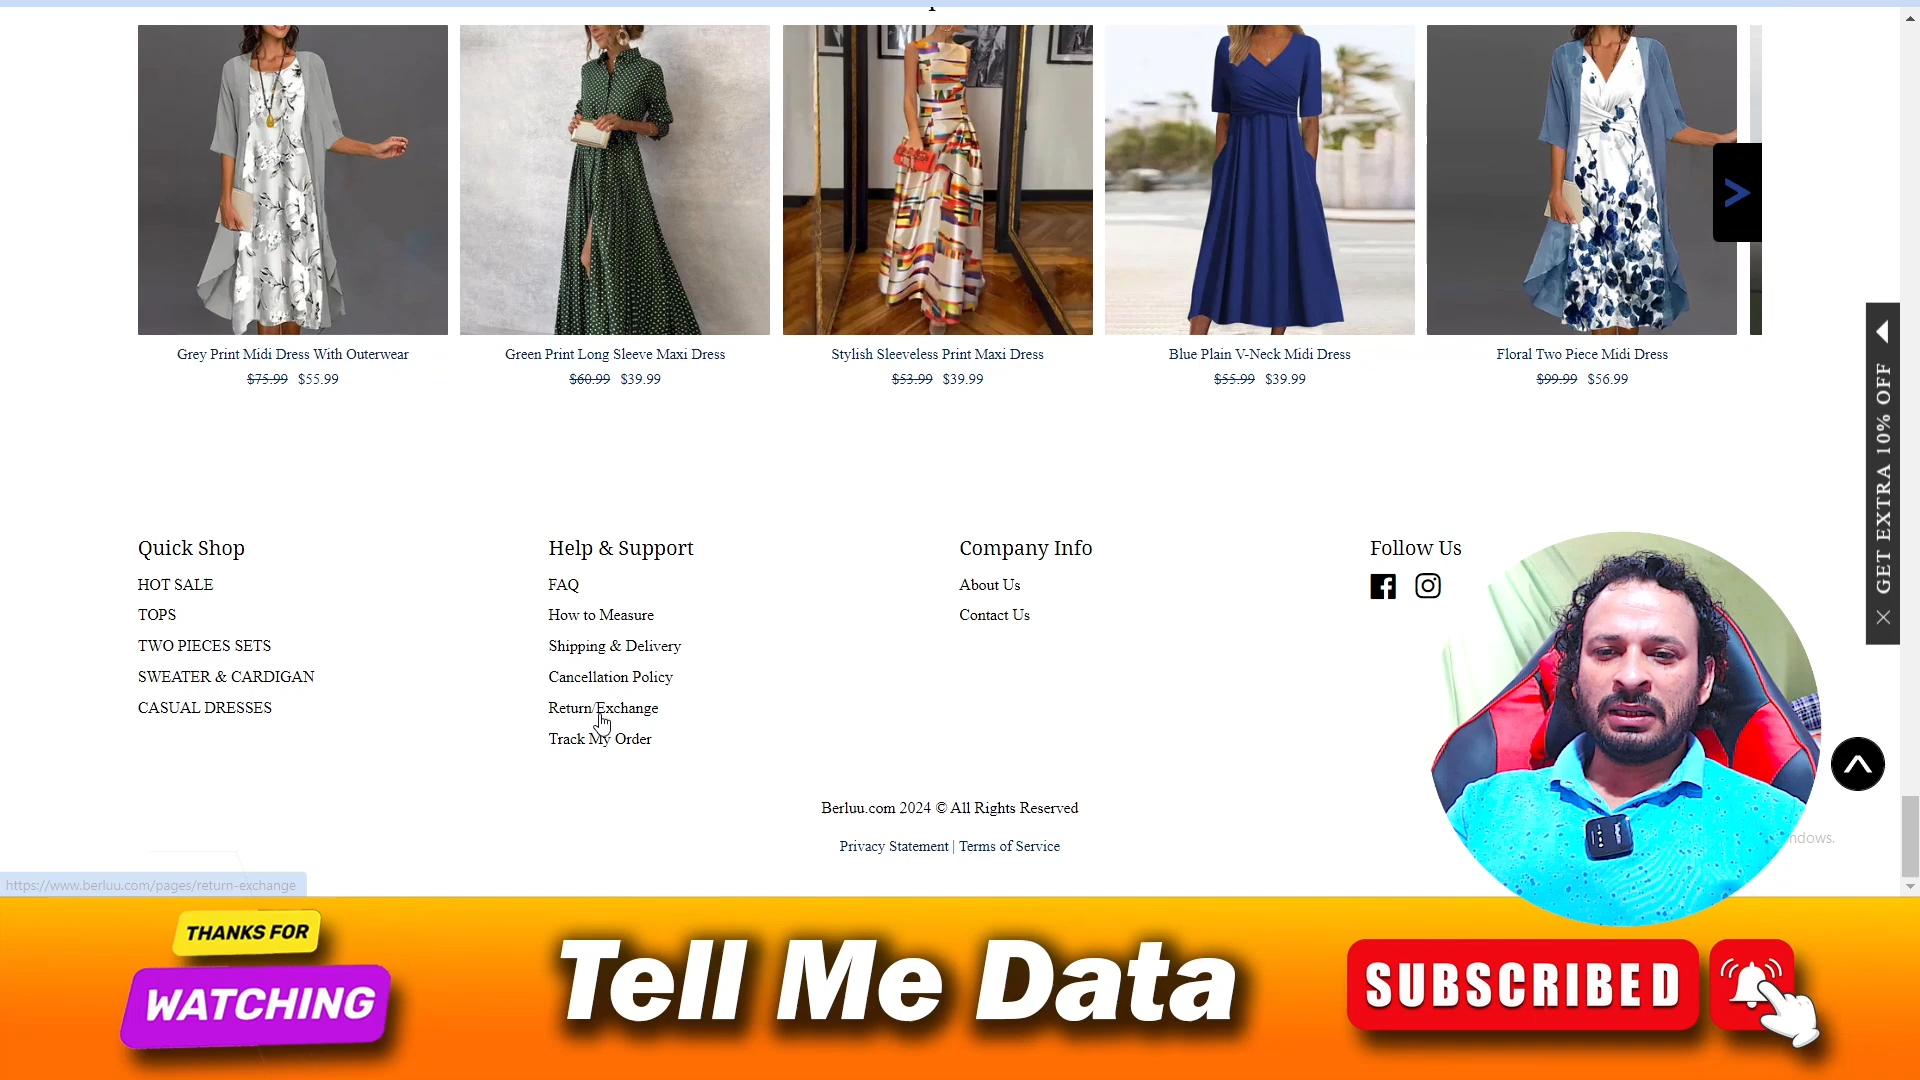 Grey Print Midi Dress With Outerwear
$75.99 $55.99
Green Print Long Sleeve Maxi Dress
$60.99 $39.99
Stylish Sleeveless Print Maxi Dress
$53.99 $39.99
Blue Plain V-Neck Midi Dress
$55.99 $39.99
Floral Two Piece Midi Dress
$99.99 $56.99
GET EXTRA 10% OFF
Quick Shop
HOT SALE
TOPS
TWO PIECES SETS
SWEATER & CARDIGAN
CASUAL DRESSES
Help & Support
FAQ
How to Measure
Shipping & Delivery
Cancellation Policy
Return/Exchange
Track My Order
Company Info
About Us
Contact Us
Follow Us
Berluu.com 2024 © All Rights Reserved
Privacy Statement | Terms of Service
https://www.berluu.com/pages/return-exchange
THANKS FOR
WATCHING
Tell Me Data
SUBSCRIBED